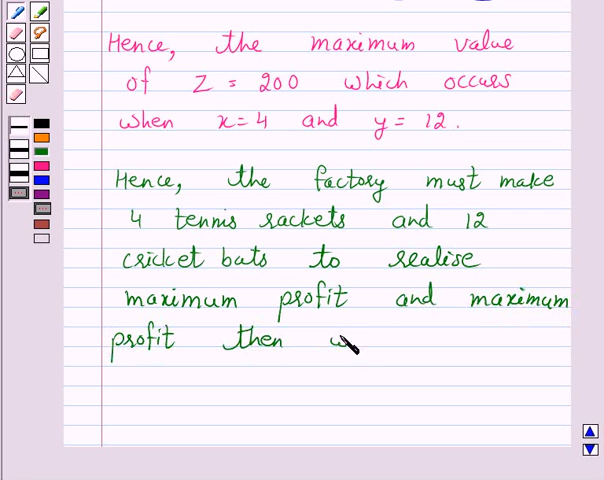 Hence, the maximum value
of Z = 200 which occurs
when x=4 and y = 12.
Hence, the factory must make
4 tennis rackets and 12
cricket bats to realise
maximum profit and maximum
profit then w